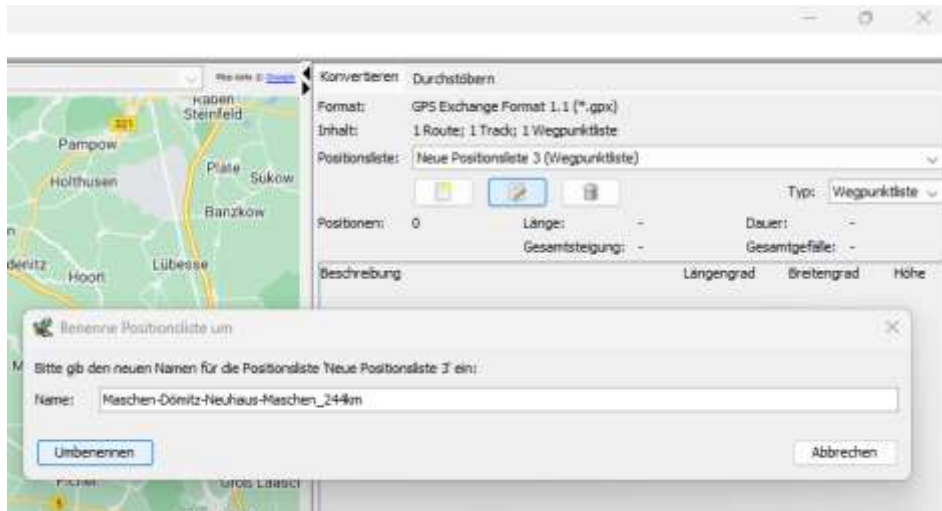 Raben
Steinfeld
321
Pampow
Plate
Sukow
Holthusen
Banzkow
Lübesse
Hoort
Konvertieren Durchstöbern
Format: GPS Exchange Format 1.1 (*.gpx)
Inhalt: 1 Route; 1 Track; 1 Wegpunktliste
Positionsliste: Neue Positionsliste 3 (Wegpunktliste)
Typ: Wegpunktliste
Positionen: 0 Länge: - Dauer: -
Gesamtsteigung: - Gesamtgefälle: -
Beschreibung Längengrad Breitengrad Höhe
Benenne Positionsliste um
Bitte gib den neuen Namen für die Positionsliste 'Neue Positionsliste 3' ein:
Name: Maschen-Dömitz-Neuhaus-Maschen_244km
Umbenennen Abbrechen